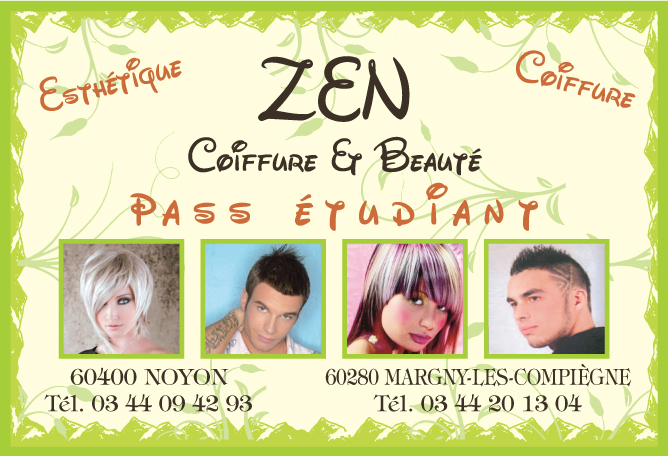 Esthétique
ZEN
Coiffure
Coiffure & Beauté
Pass étudiant
60400 NOYON
Tél. 03 44 09 42 93
60280 MARGNY-LES-COMPIÈGNE
Tél. 03 44 20 13 04